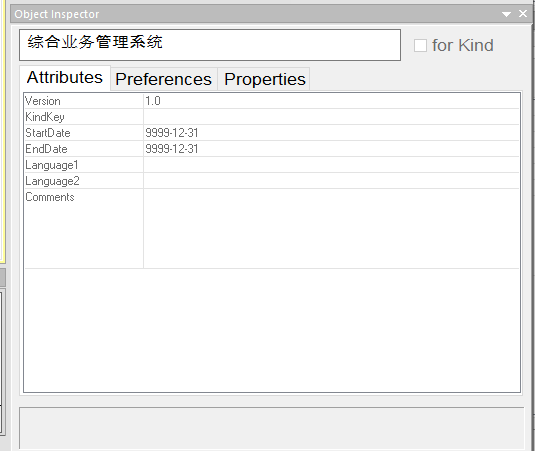 Object Inspector
综合业务管理系统
for Kind
Attributes Preferences Properties
Version 1.0
KindKey
StartDate 9999-12-31
EndDate 9999-12-31
Language1
Language2
Comments